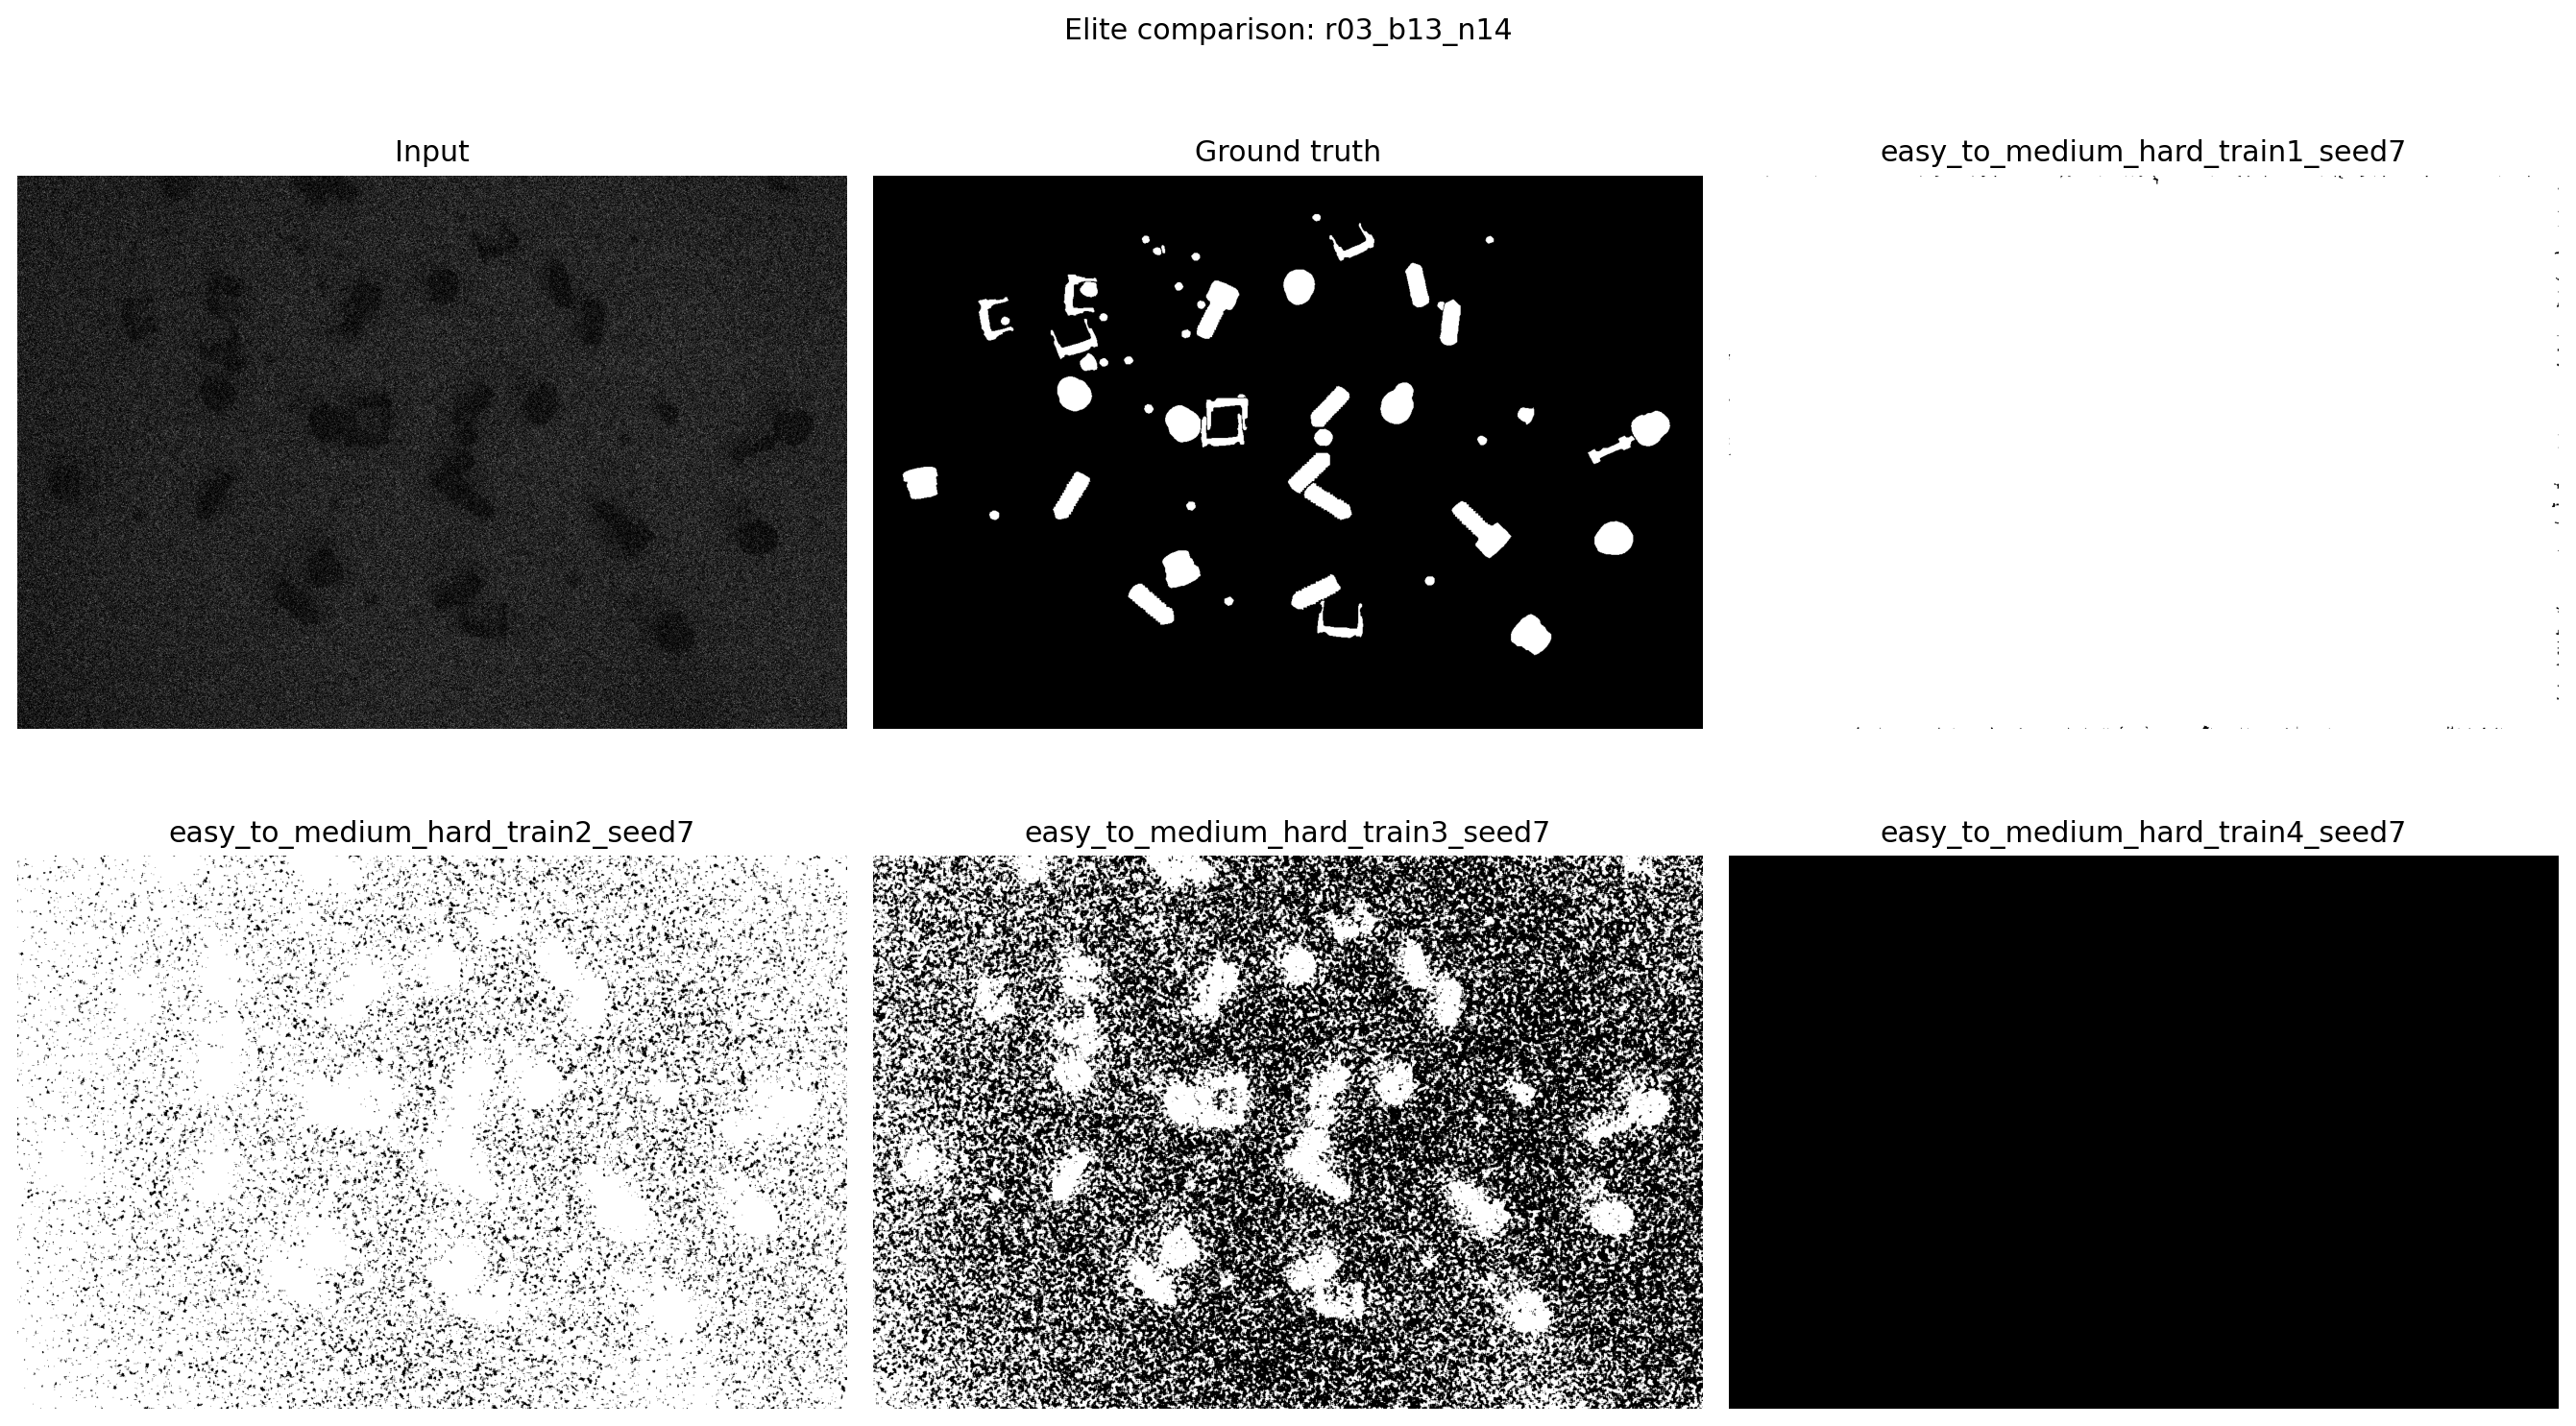 Elite comparison: r03_b13_n14
Input
Ground truth
easy_to_medium_hard_train1_seed7
easy_to_medium_hard_train2_seed7
easy_to_medium_hard_train3_seed7
easy_to_medium_hard_train4_seed7